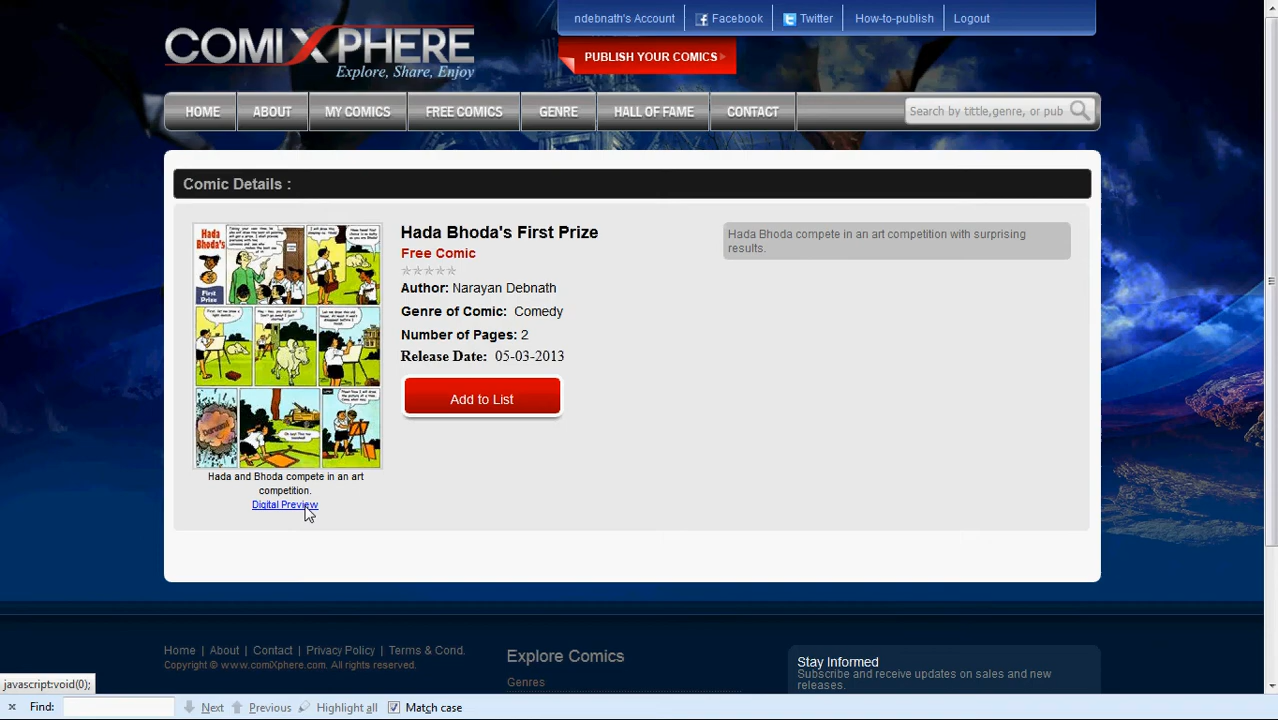 ndebnath's Account
Facebook
Twitter
How-to-publish
Logout
COMIXPHERE
Explore, Share, Enjoy
PUBLISH YOUR COMICS
HOME
ABOUT
MY COMICS
FREE COMICS
GENRE
HALL OF FAME
CONTACT
Search by tittle,genre, or pub
Comic Details :
Hada
Bhoda's
First
Prize
Hada and Bhoda compete in an art
competition.
Digital Preview
Hada Bhoda's First Prize
Free Comic
Author: Narayan Debnath
Genre of Comic: Comedy
Number of Pages: 2
Release Date: 05-03-2013
Add to List
Hada Bhoda compete in an art competition with surprising
results.
Home | About | Contact | Privacy Policy | Terms & Cond.
Copyright © www.comiXphere.com. All rights reserved.
Explore Comics
Genres
Stay Informed
Subscribe and receive updates on sales and new
releases.
javascript:void(0);
Find:
Next
Previous
Highlight all
Match case